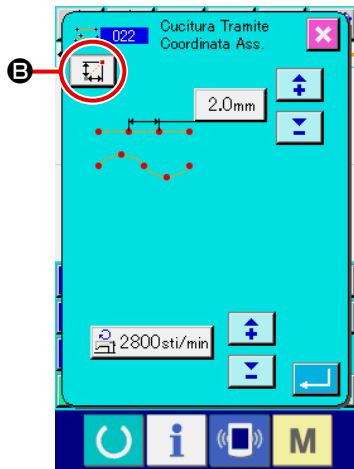 022
Cucitura Tramite
Coordinata Ass.
B
2.0mm
2800sti/min
i
M